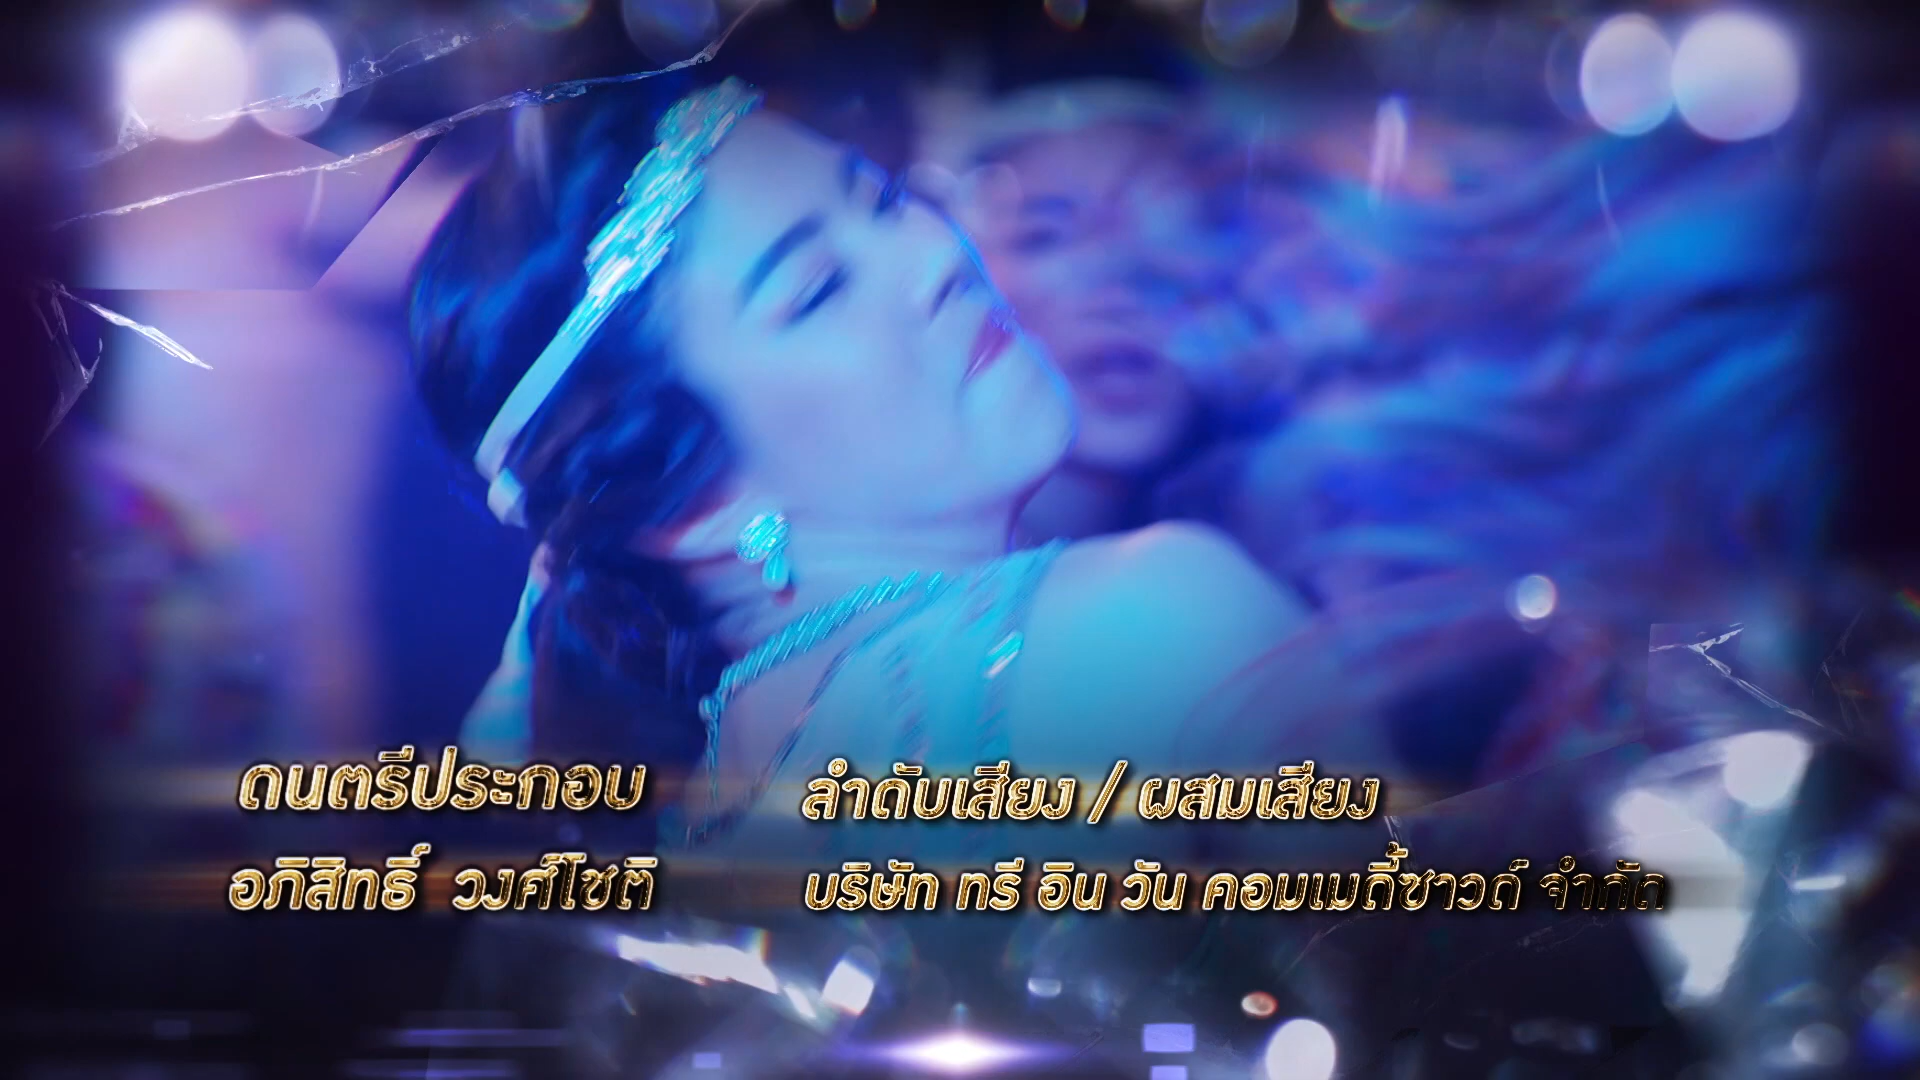 ดนตรีประกอบ
อภิสิทธิ์ วงศ์โชติ
ลำดับเสียง / ผสมเสียง
บริษัท ทรี อิน วัน คอมเมดี้ซาวด์ จำกัด